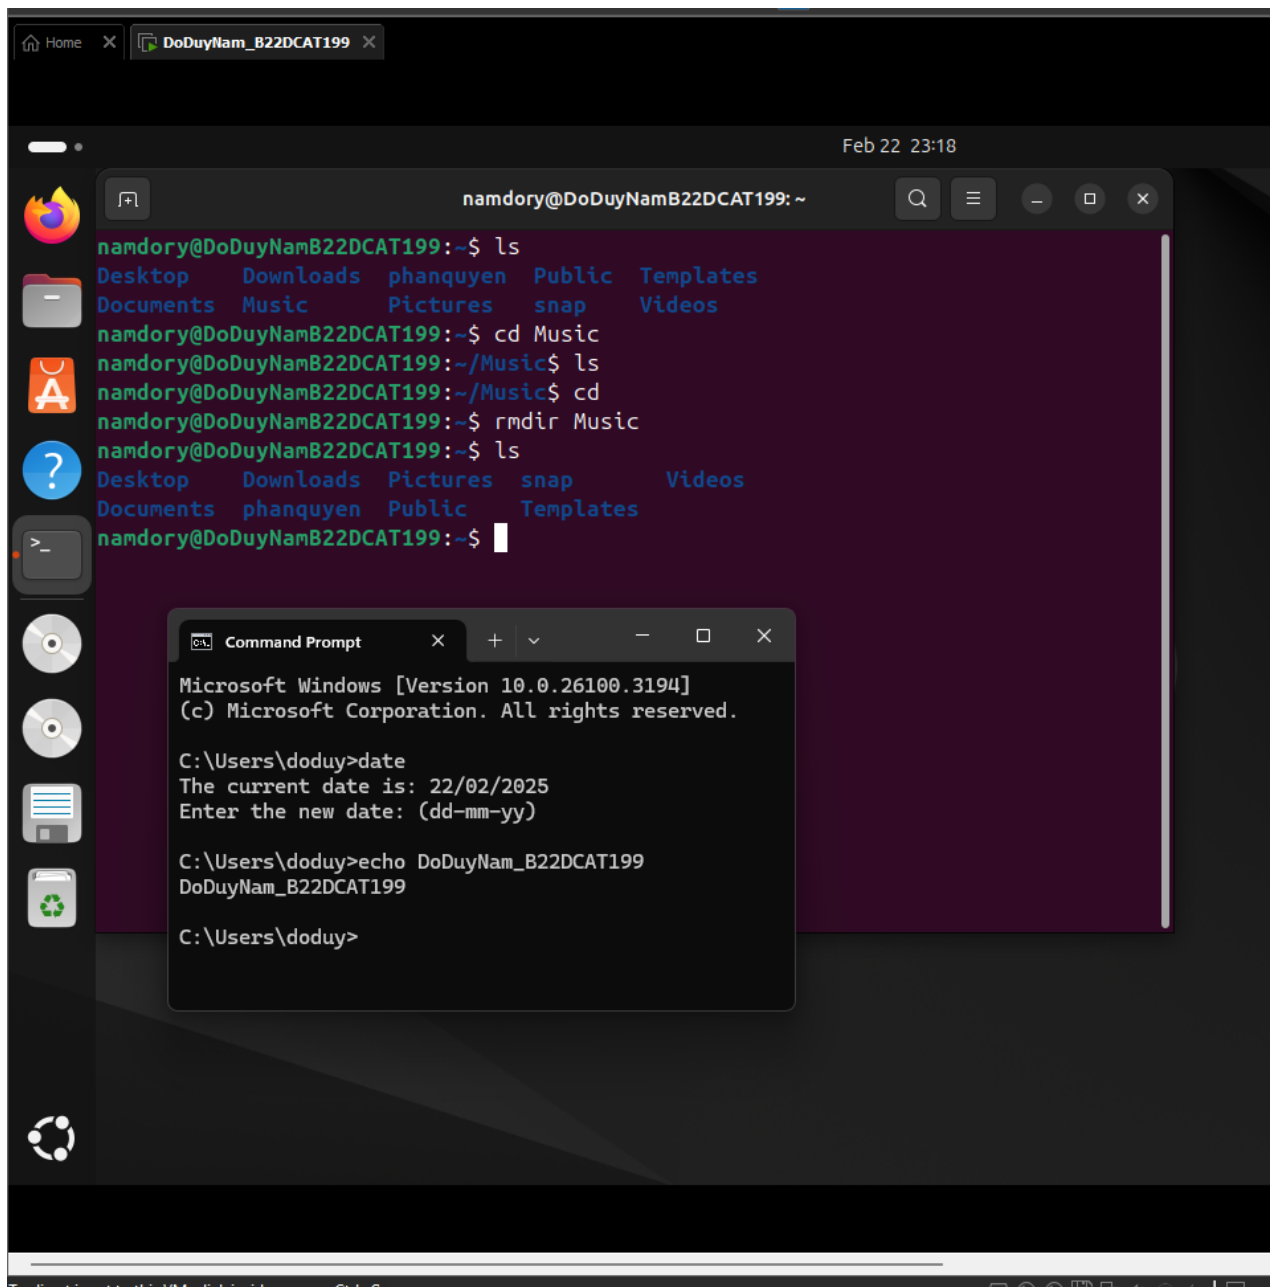 Home
DoDuyNam_B22DCAT199
Feb 22 23:18
namdory@DoDuyNamB22DCAT199: ~
namdory@DoDuyNamB22DCAT199:~$ ls
Desktop Downloads phanquyen Public Templates
Documents Music Pictures snap Videos
namdory@DoDuyNamB22DCAT199:~$ cd Music
namdory@DoDuyNamB22DCAT199:~/Music$ ls
namdory@DoDuyNamB22DCAT199:~/Music$ cd
namdory@DoDuyNamB22DCAT199:~$ rmdir Music
namdory@DoDuyNamB22DCAT199:~$ ls
Desktop Downloads Pictures snap Videos
Documents phanquyen Public Templates
namdory@DoDuyNamB22DCAT199:~$
Command Prompt
Microsoft Windows [Version 10.0.26100.3194]
(c) Microsoft Corporation. All rights reserved.
C:\Users\doduy>date
The current date is: 22/02/2025
Enter the new date: (dd-mm-yy)
C:\Users\doduy>echo DoDuyNam_B22DCAT199
DoDuyNam_B22DCAT199
C:\Users\doduy>